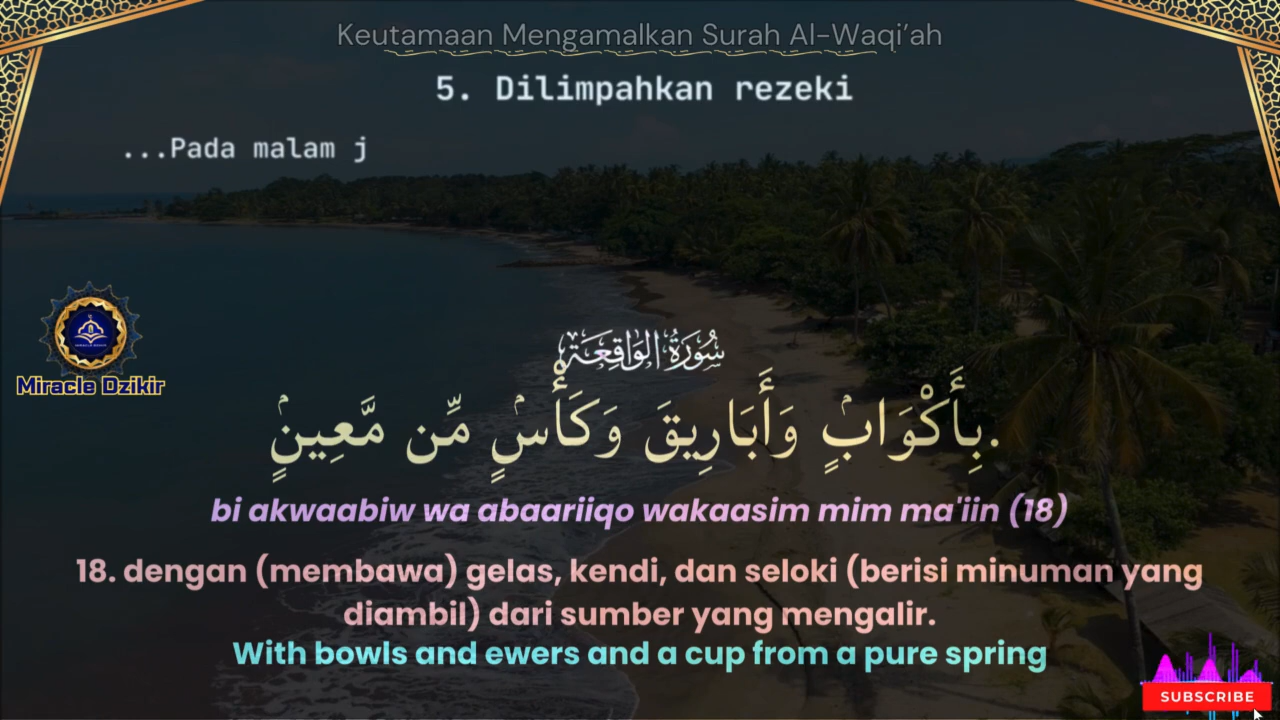 Keutamaan Mengamalkan Surah Al-Waqi’ah
5. Dilimpahkan rezeki
...Pada malam j
Miracle Dzikir
سُورَةُ الوَاقِعَة
بِأَكْوَابٍۢ وَأَبَارِيقَ وَكَأْسٍۢ مِّن مَّعِينٍۢ.
bi akwaabiw wa abaariiqo wakaasim mim ma'iin (18)
18. dengan (membawa) gelas, kendi, dan seloki (berisi minuman yang
diambil) dari sumber yang mengalir.
With bowls and ewers and a cup from a pure spring
SUBSCRIBE